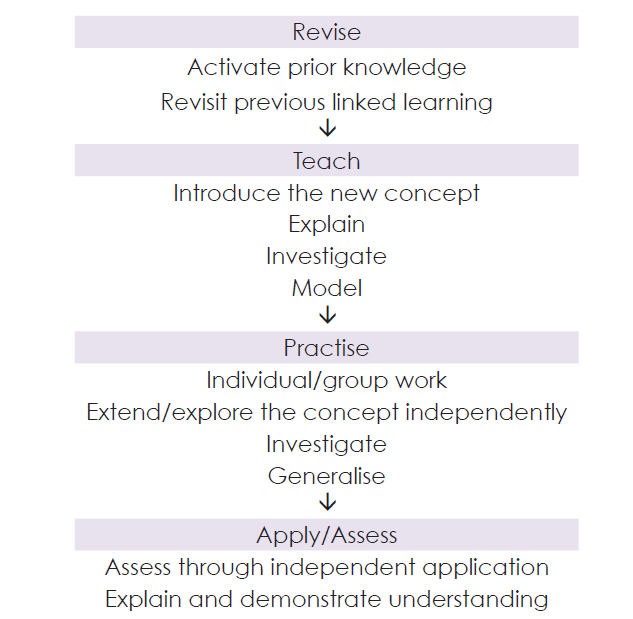 Revise
Activate prior knowledge
Revisit previous linked learning
↓
Teach
Introduce the new concept
Explain
Investigate
Model
↓
Practise
Individual/group work
Extend/explore the concept independently
Investigate
Generalise
↓
Apply/Assess
Assess through independent application
Explain and demonstrate understanding